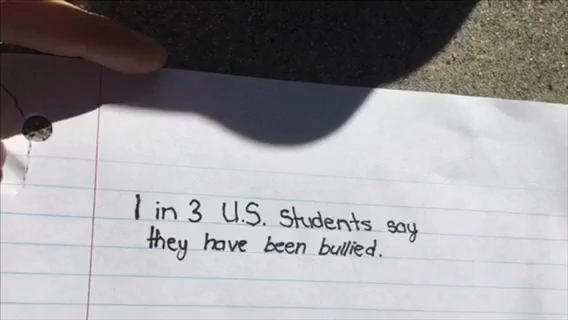 1 in 3 U.S. students say
they have been bullied.